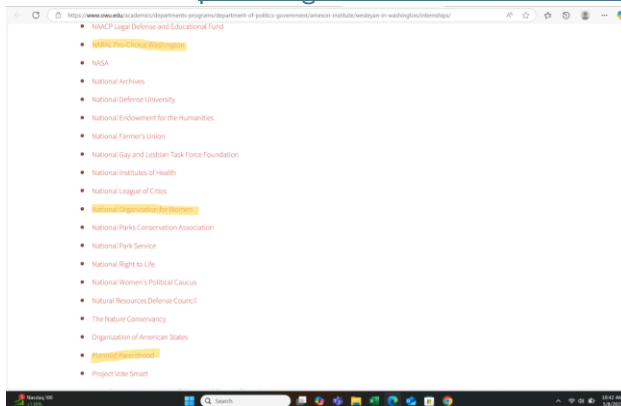 https://www.owu.edu/academics/departments-programs/department-of-politics-government/arneson-institute/wesleyan-in-washington/internships/
NAACP Legal Defense and Educational Fund
NARAL Pro-Choice Washington
NASA
National Archives
National Defense University
National Endowment for the Humanities
National Farmer's Union
National Gay and Lesbian Task Force Foundation
National Institutes of Health
National League of Cities
National Organization for Women
National Parks Conservation Association
National Park Service
National Right to Life
National Women's Political Caucus
Natural Resources Defense Council
The Nature Conservancy
Organization of American States
Planned Parenthood
Project Vote Smart
Nasdaq 100
Search
10:42 AM